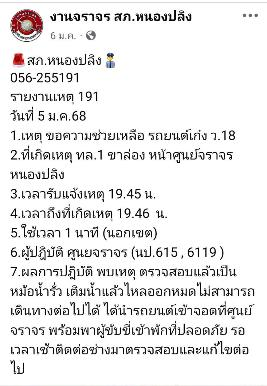 งานจราจร สภ.หนองปลิง
6 ม.ค.
🚨สภ.หนองปลิง👮
056-255191
รายงานเหตุ 191
วันที่ 5 ม.ค.68
1.เหตุ ขอความช่วยเหลือ รถยนต์เก๋ง ว.18
2.ที่เกิดเหตุ ทล.1 ขาล่อง หน้าศูนย์จราจร
หนองปลิง
3.เวลารับแจ้งเหตุ 19.45 น.
4.เวลาถึงที่เกิดเหตุ 19.46 น.
5.ใช้เวลา 1 นาที (นอกเขต)
6.ผู้ปฎิบัติ ศูนยจราจร (นป.615 , 6119 )
7.ผลการปฎิบัติ พบเหตุ ตรวจสอบแล้วเป็น
หม้อน้ำรั่ว เติมน้ำแล้วไหลออกหมดไม่สามารถ
เดินทางต่อไปได้ ได้นำรถยนต์เข้าจอดที่ศูนย์
จราจร พร้อมพาผู้ขับขี่เข้าพักที่ปลอดภัย รอ
เวลาเช้าติดต่อช่างมาตรวจสอบและแก้ไขต่อ
ไป